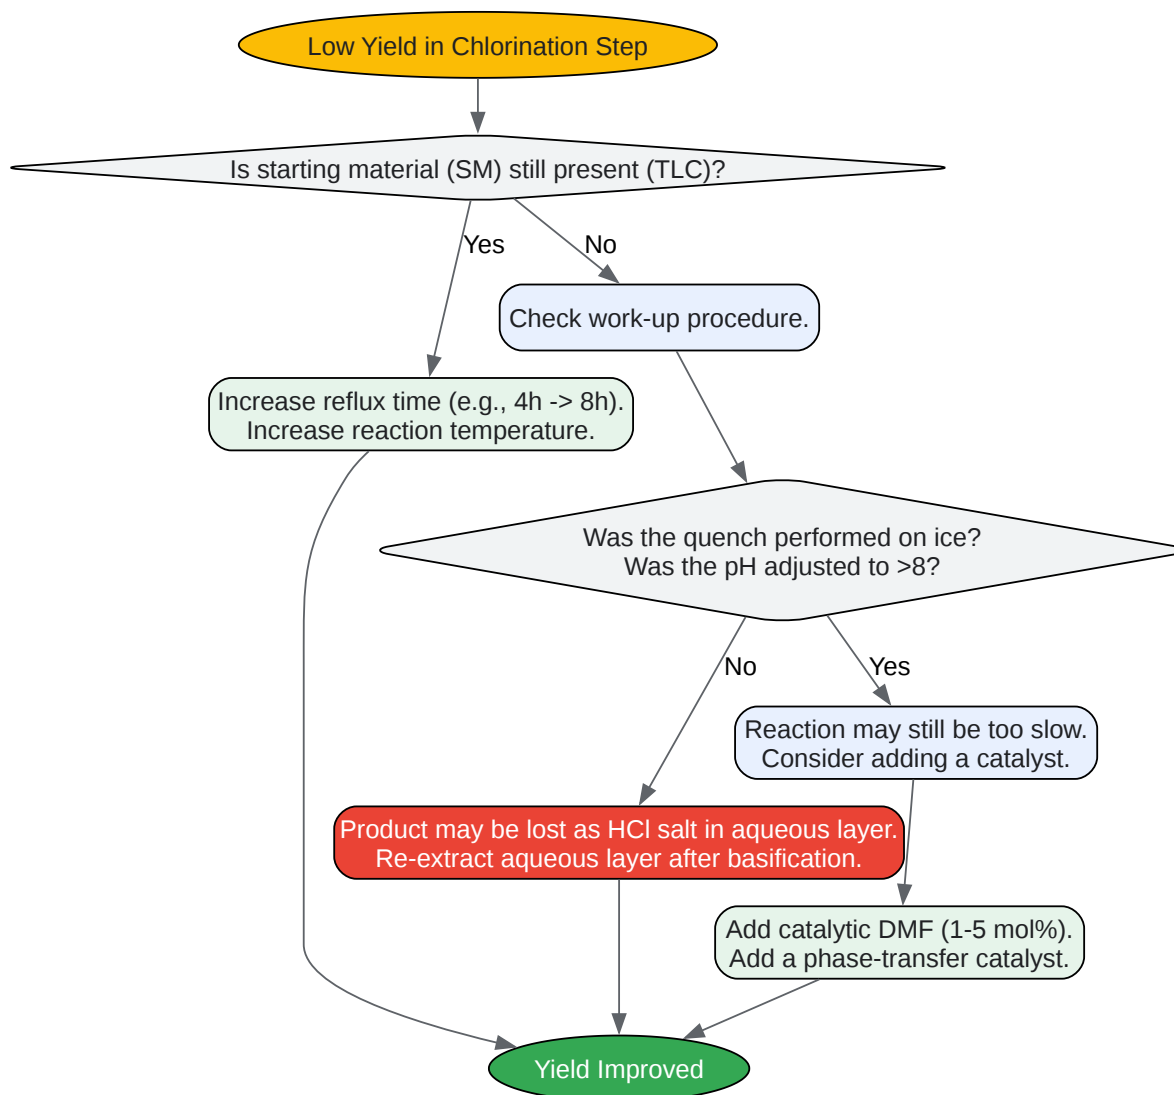 Low Yield in Chlorination Step
Is starting material (SM) still present (TLC)?
Yes
No
Check work-up procedure.
Increase reflux time (e.g., 4h -> 8h).
Increase reaction temperature.
Was the quench performed on ice?
Was the pH adjusted to >8?
No
Yes
Reaction may still be too slow.
Consider adding a catalyst.
Product may be lost as HCl salt in aqueous layer.
Re-extract aqueous layer after basification.
Add catalytic DMF (1-5 mol%).
Add a phase-transfer catalyst.
Yield Improved